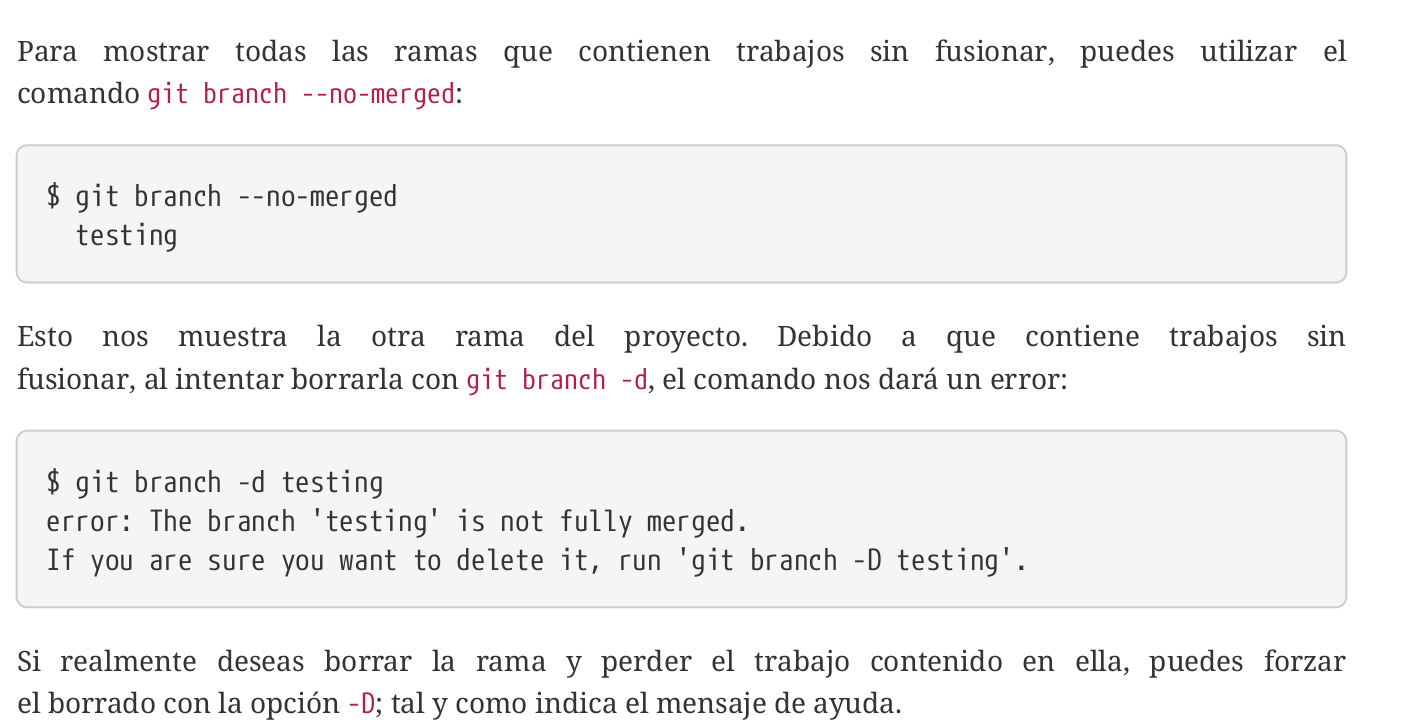 Para mostrar todas las ramas que contienen trabajos sin fusionar, puedes utilizar el
comando git branch --no-merged:
$ git branch --no-merged
  testing
Esto nos muestra la otra rama del proyecto. Debido a que contiene trabajos sin
fusionar, al intentar borrarla con git branch -d, el comando nos dará un error:
$ git branch -d testing
error: The branch 'testing' is not fully merged.
If you are sure you want to delete it, run 'git branch -D testing'.
Si realmente deseas borrar la rama y perder el trabajo contenido en ella, puedes forzar
el borrado con la opción -D; tal y como indica el mensaje de ayuda.